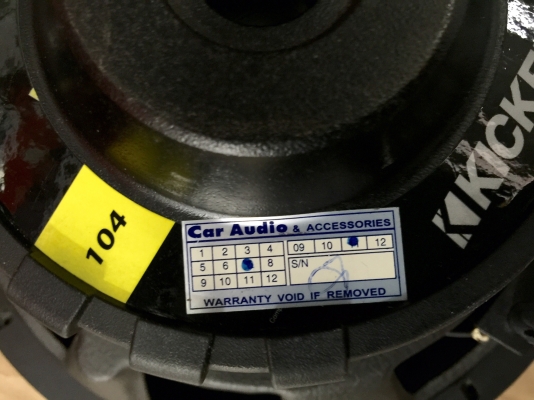 KICKE
104
Car Audio & ACCESSORIES
1 2 3 4 09 10 12
5 6 8 S/N
9 10 11 12
WARRANTY VOID IF REMOVED